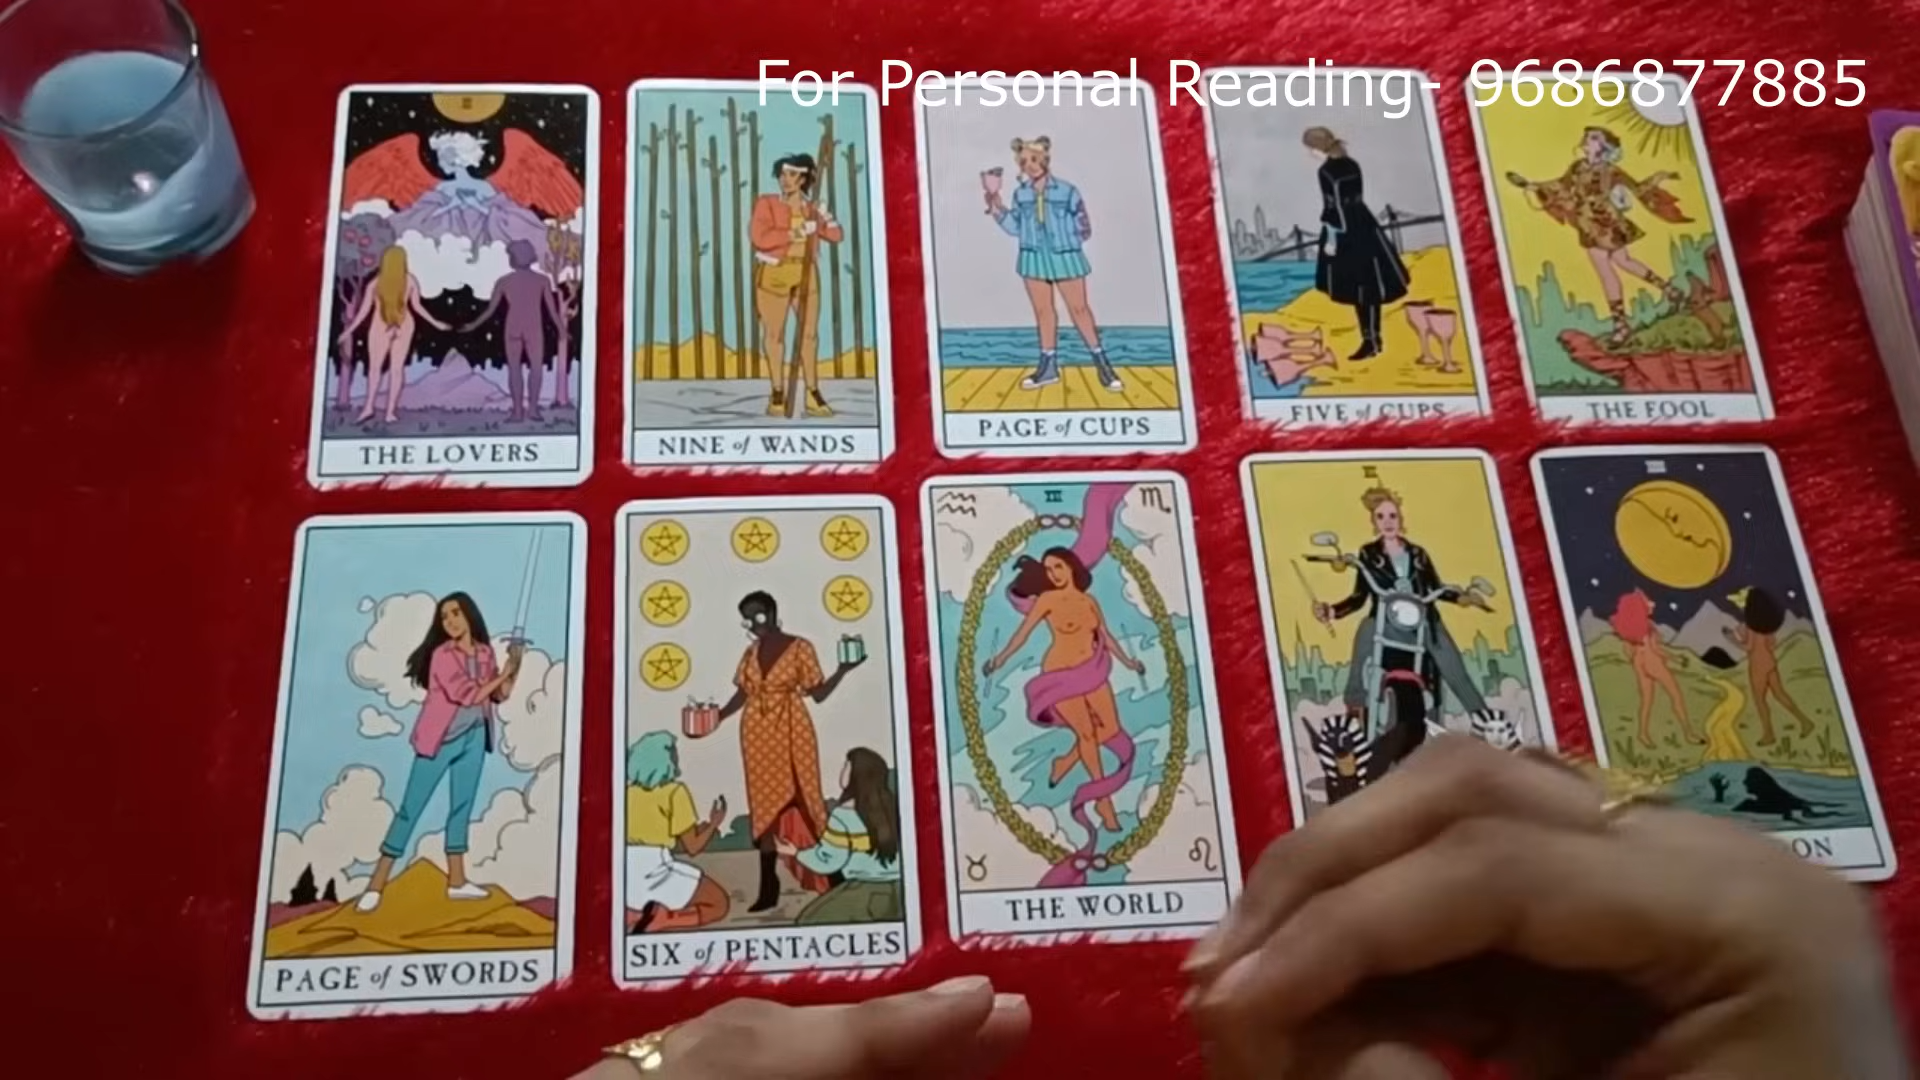 For Personal Reading- 9686877885
THE LOVERS
NINE of WANDS
PAGE of CUPS
FIVE of CUPS
THE FOOL
PAGE of SWORDS
SIX of PENTACLES
THE WORLD